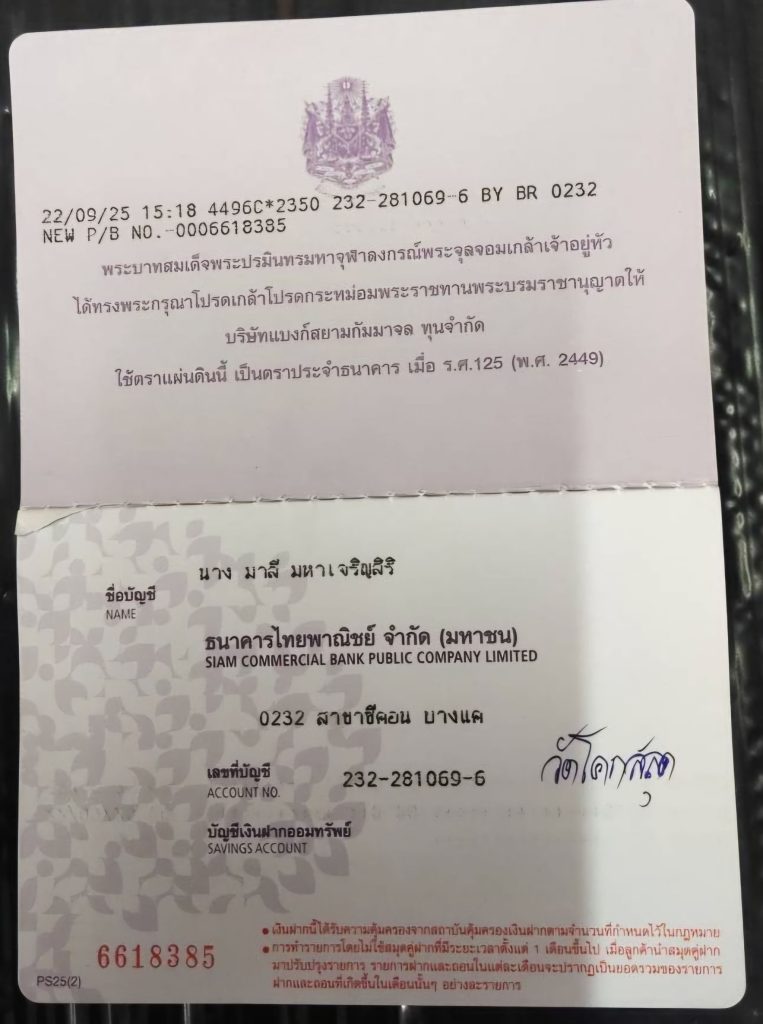 22/09/25 15:18 4496C*2350 232-281069-6 BY BR 0232
NEW P/B NO.-0006618385
พระบาทสมเด็จพระปรมินทรมหาจุฬาลงกรณ์พระจุลจอมเกล้าเจ้าอยู่หัว
ได้ทรงพระกรุณาโปรดเกล้าโปรดกระหม่อมพระราชทานพระบรมราชานุญาตให้
บริษัทแบงก์สยามกัมมาจล ทุนจำกัด
ใช้ตราแผ่นดินนี้ เป็นตราประจำธนาคาร เมื่อ ร.ศ.125 (พ.ศ. 2449)
ชื่อบัญชี นาง มาลี มหาเจริญสิริ
NAME
ธนาคารไทยพาณิชย์ จำกัด (มหาชน)
SIAM COMMERCIAL BANK PUBLIC COMPANY LIMITED
0232 สาขาซีคอน บางแค
เลขที่บัญชี 232-281069-6
ACCOUNT NO.
บัญชีเงินฝากออมทรัพย์
SAVINGS ACCOUNT
• เงินฝากนี้ได้รับความคุ้มครองจากสถาบันคุ้มครองเงินฝากตามจำนวนที่กำหนดไว้ในกฎหมาย
• การทำรายการโดยไม่ใช้สมุดคู่ฝากที่มีระยะเวลาตั้งแต่ 1 เดือนขึ้นไป เมื่อลูกค้านำสมุดคู่ฝาก
มาปรับปรุงรายการ รายการฝากและถอนในแต่ละเดือนจะปรากฏเป็นยอดรวมของรายการ
ฝากและถอนที่เกิดขึ้นในเดือนนั้นๆ อย่างละรายการ
6618385
PS25(2)